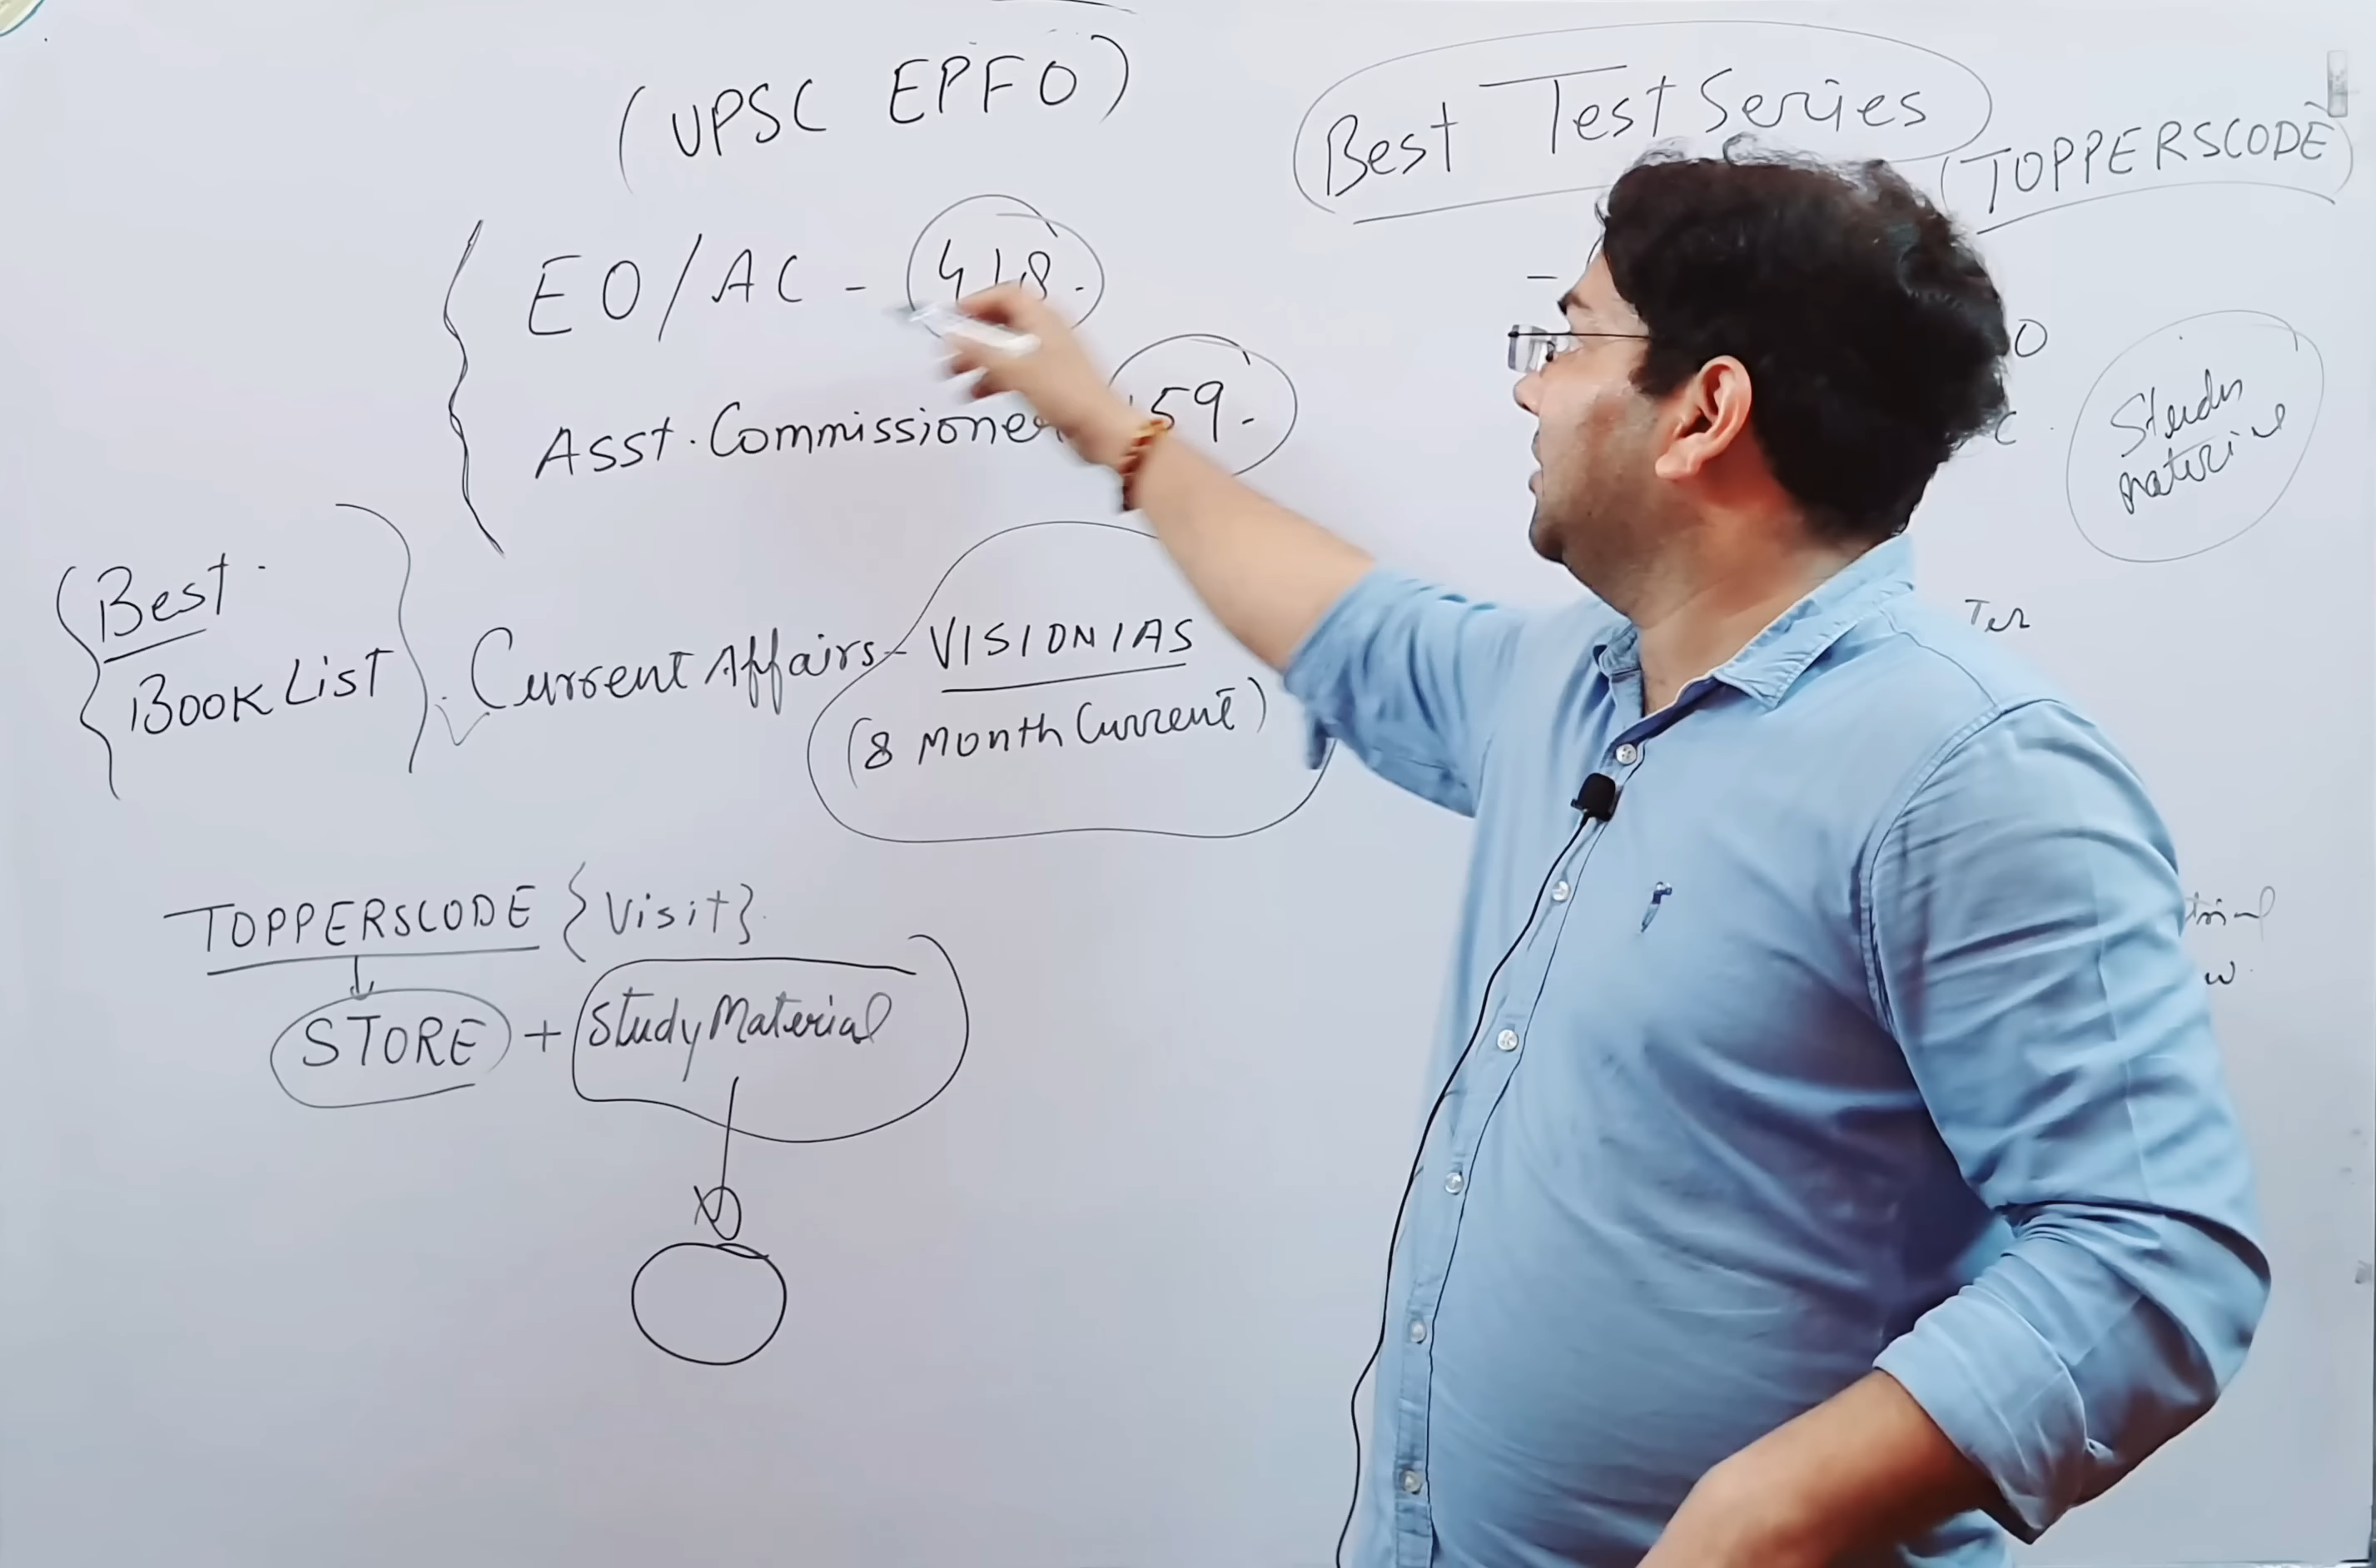 (UPSC EPFO)
Best Test Series
(TOPPERSCODE)
EO/AC - 418.
Asst. Commissioner 59.
Study
material
{Best.
Book List}
Current Affairs - VISIONIAS
(8 Month Current)
TOPPERSCODE {Visit}
STORE + Study Material